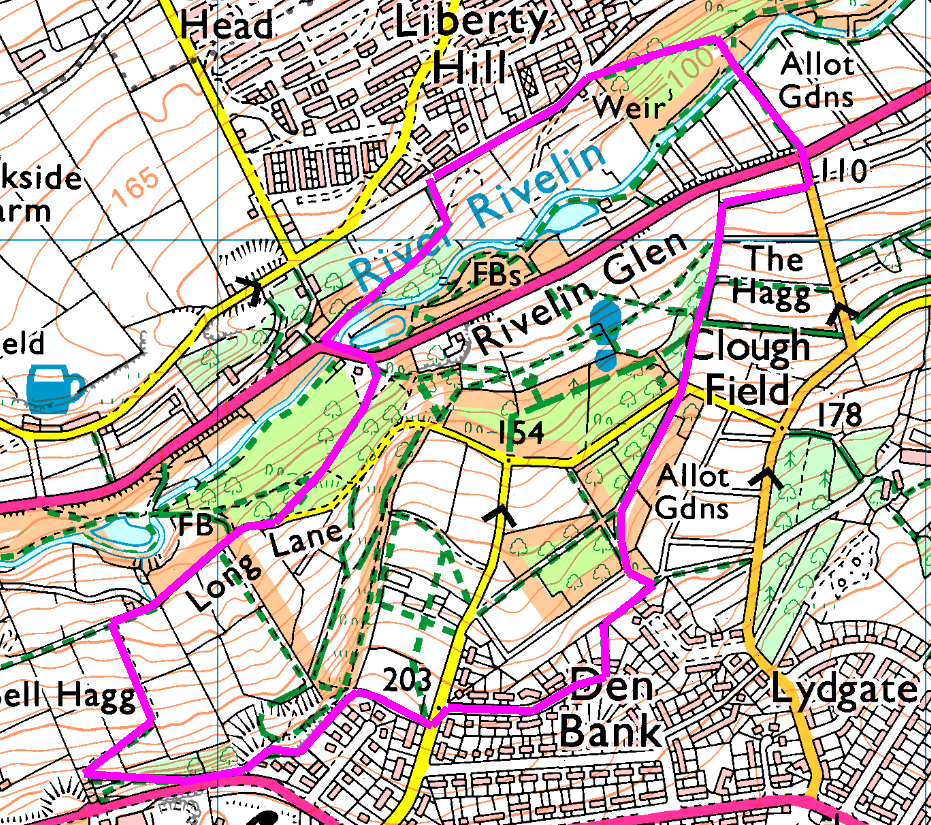 Head
Liberty
Hill
Allot
Gdns
100
Weir
kside
arm
165
110
River Rivelin
FBs
Rivelin Glen
The
Hagg
eld
Clough
Field
154
178
Allot
Gdns
FB
Long Lane
203
ell Hagg
Den
Bank
Lydgate